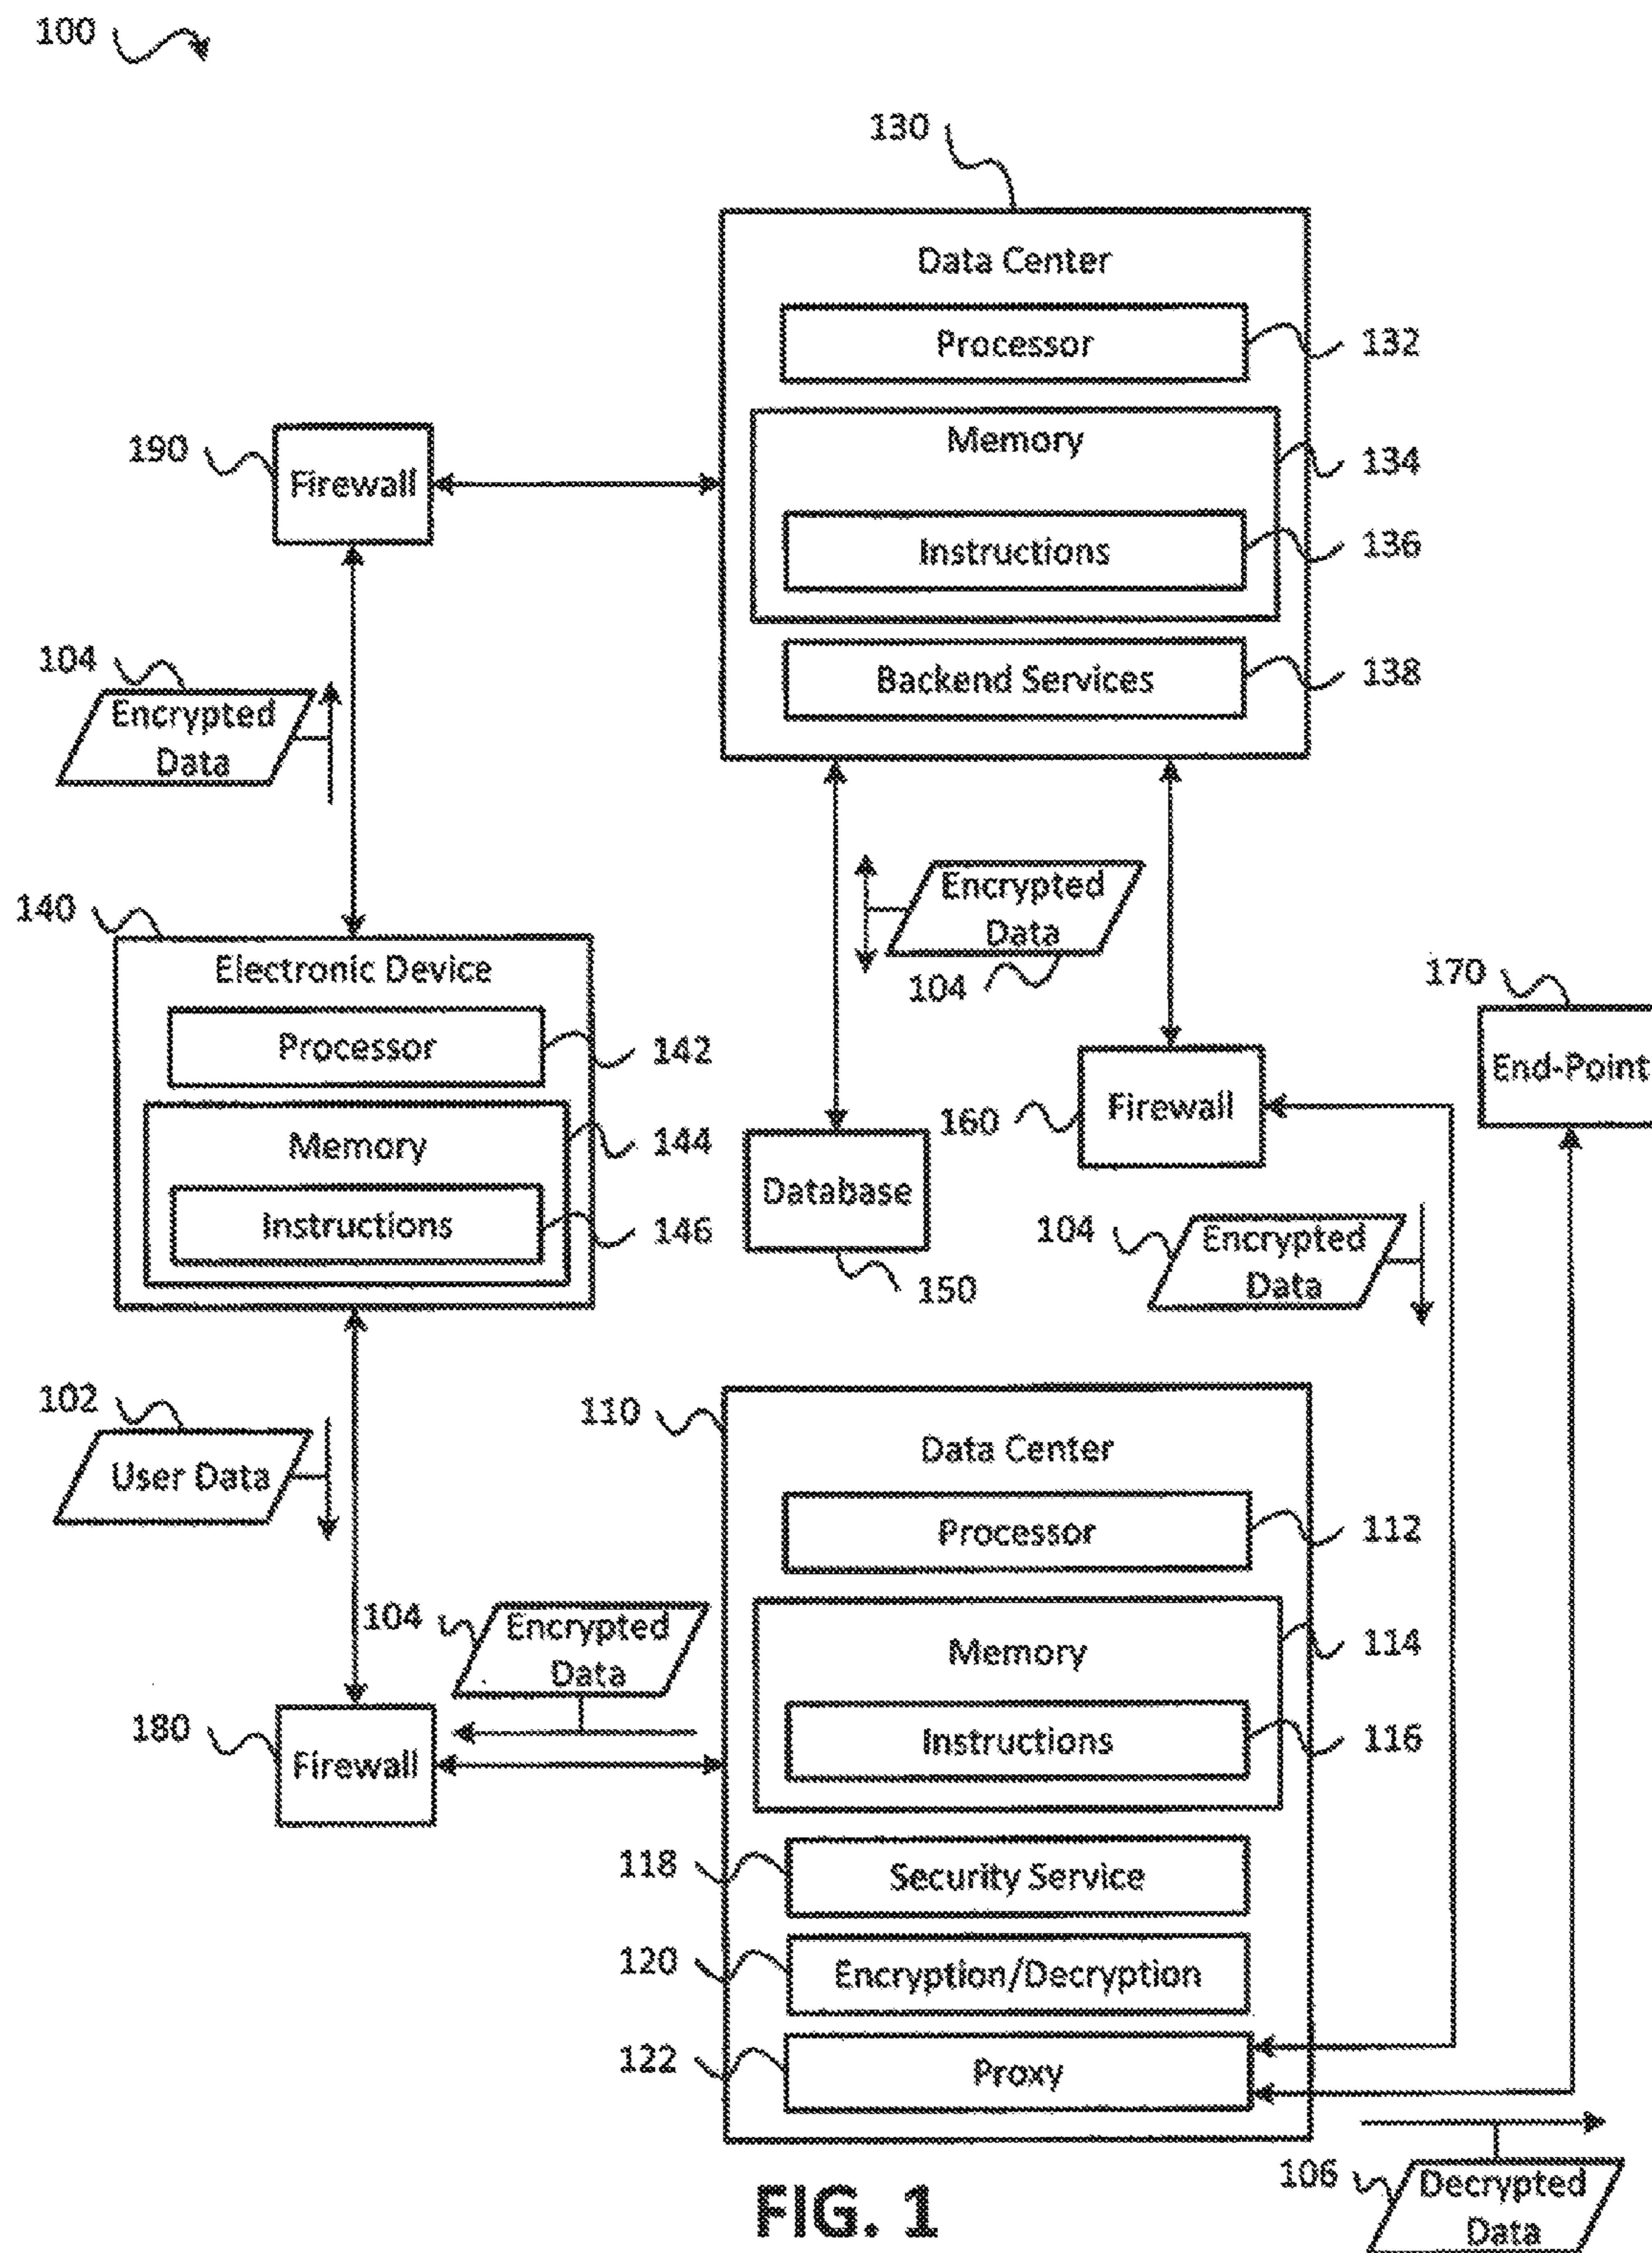 100
130
Data Center
Processor
132
Memory
134
Instructions
136
Backend Services
138
190
Firewall
104
Encrypted
Data
140
Electronic Device
Processor
142
Memory
144
Instructions
146
Encrypted
Data
104
170
End-Point
160
Firewall
Database
150
104
Encrypted
Data
102
User Data
110
Data Center
Processor
112
Memory
114
Instructions
116
104
Encrypted
Data
180
Firewall
118
Security Service
120
Encryption/Decryption
122
Proxy
106
Decrypted
Data
FIG. 1